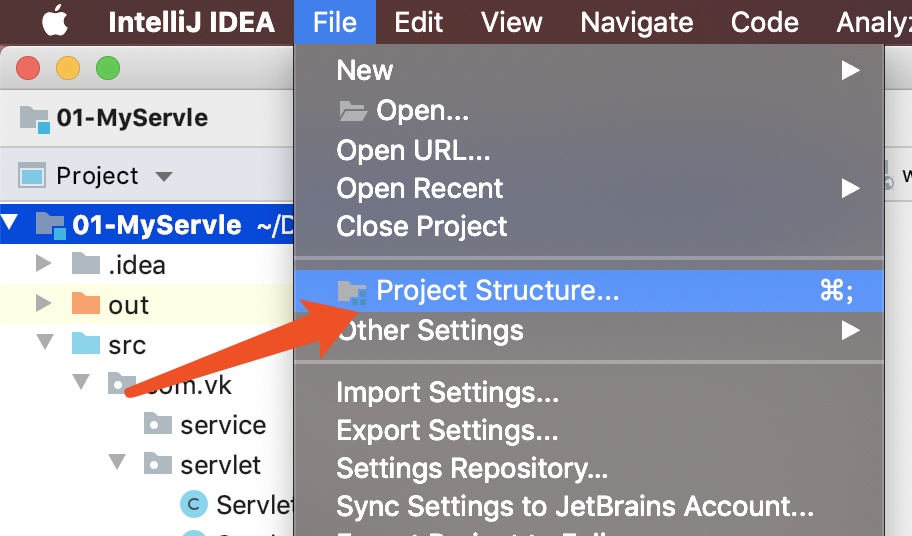 IntelliJ IDEA File Edit View Navigate Code
01-MyServle
Project
01-MyServle ~/D
.idea
out
src
com.vk
service
servlet
Servlet
New
Open...
Open URL...
Open Recent
Close Project
Project Structure... ⌘;
Other Settings
Import Settings...
Export Settings...
Settings Repository...
Sync Settings to JetBrains Account...